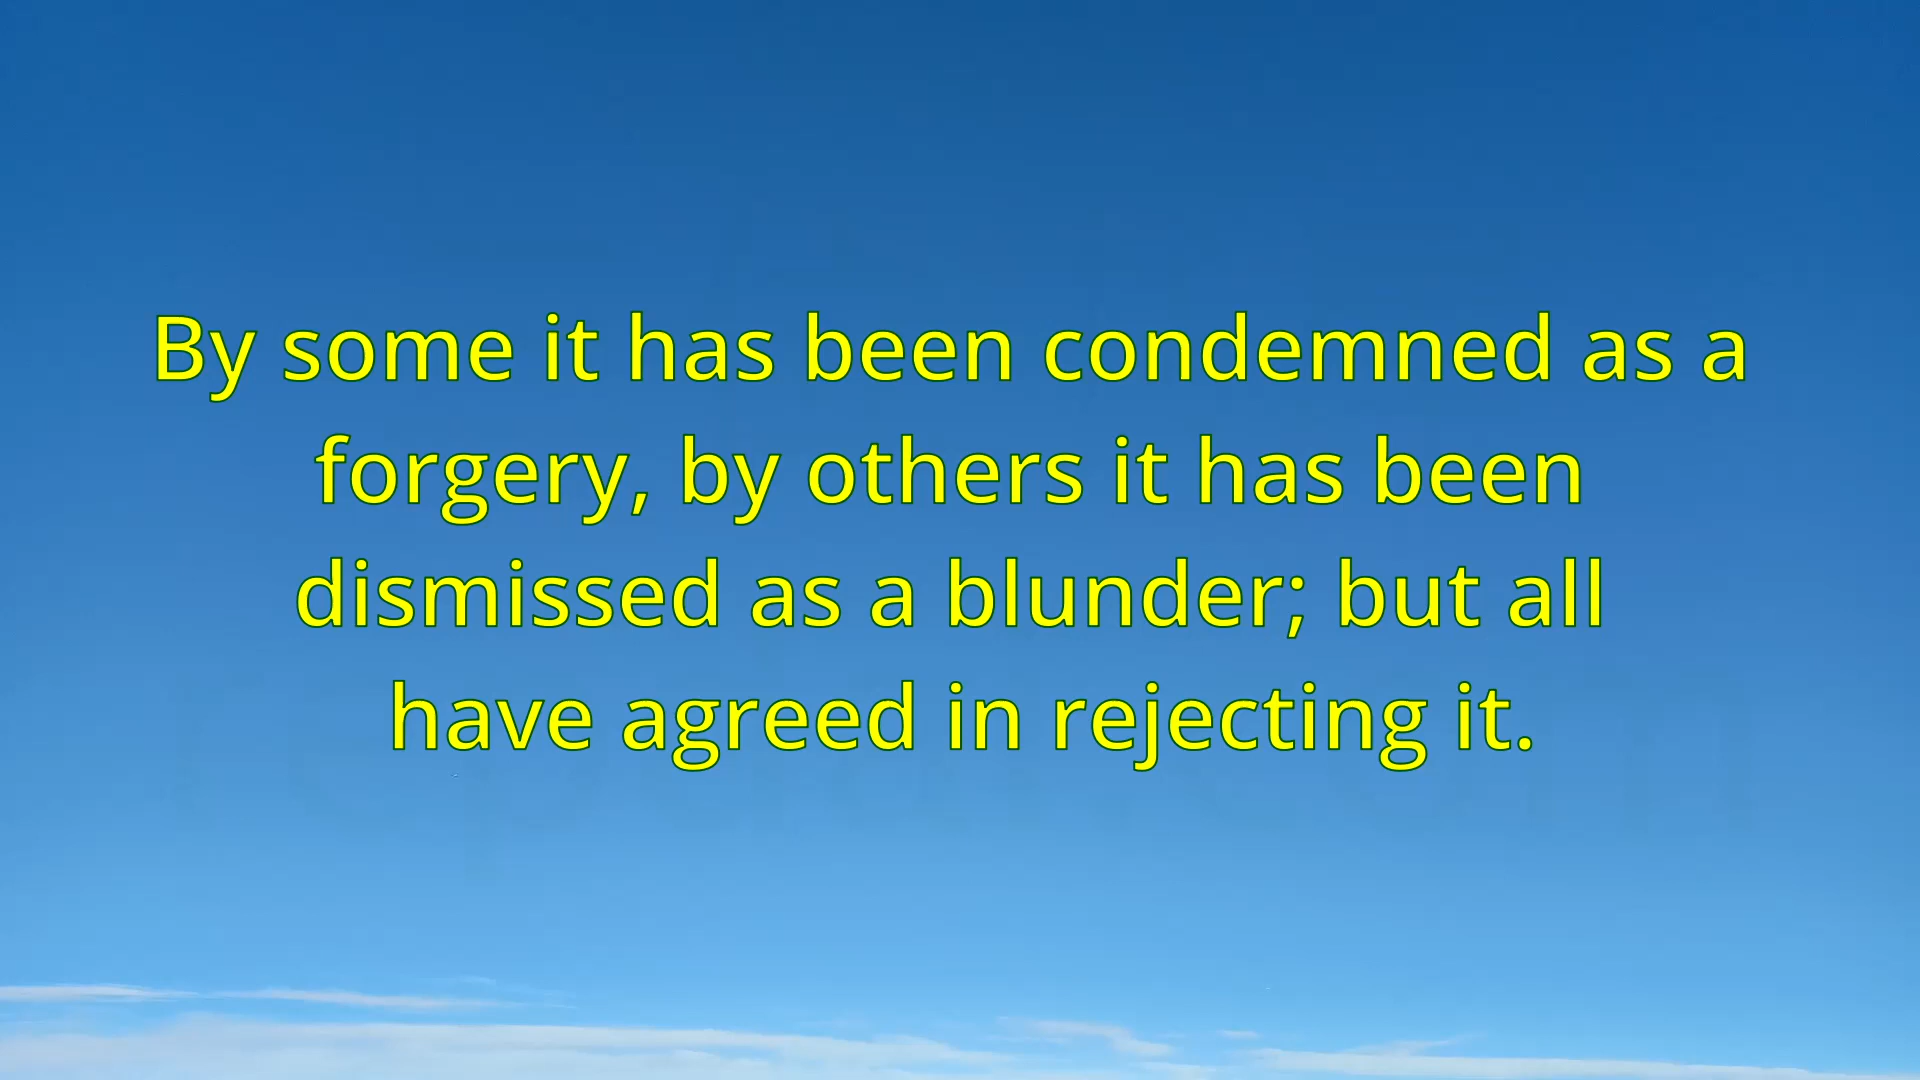 By some it has been condemned as a
forgery, by others it has been
dismissed as a blunder; but all
have agreed in rejecting it.